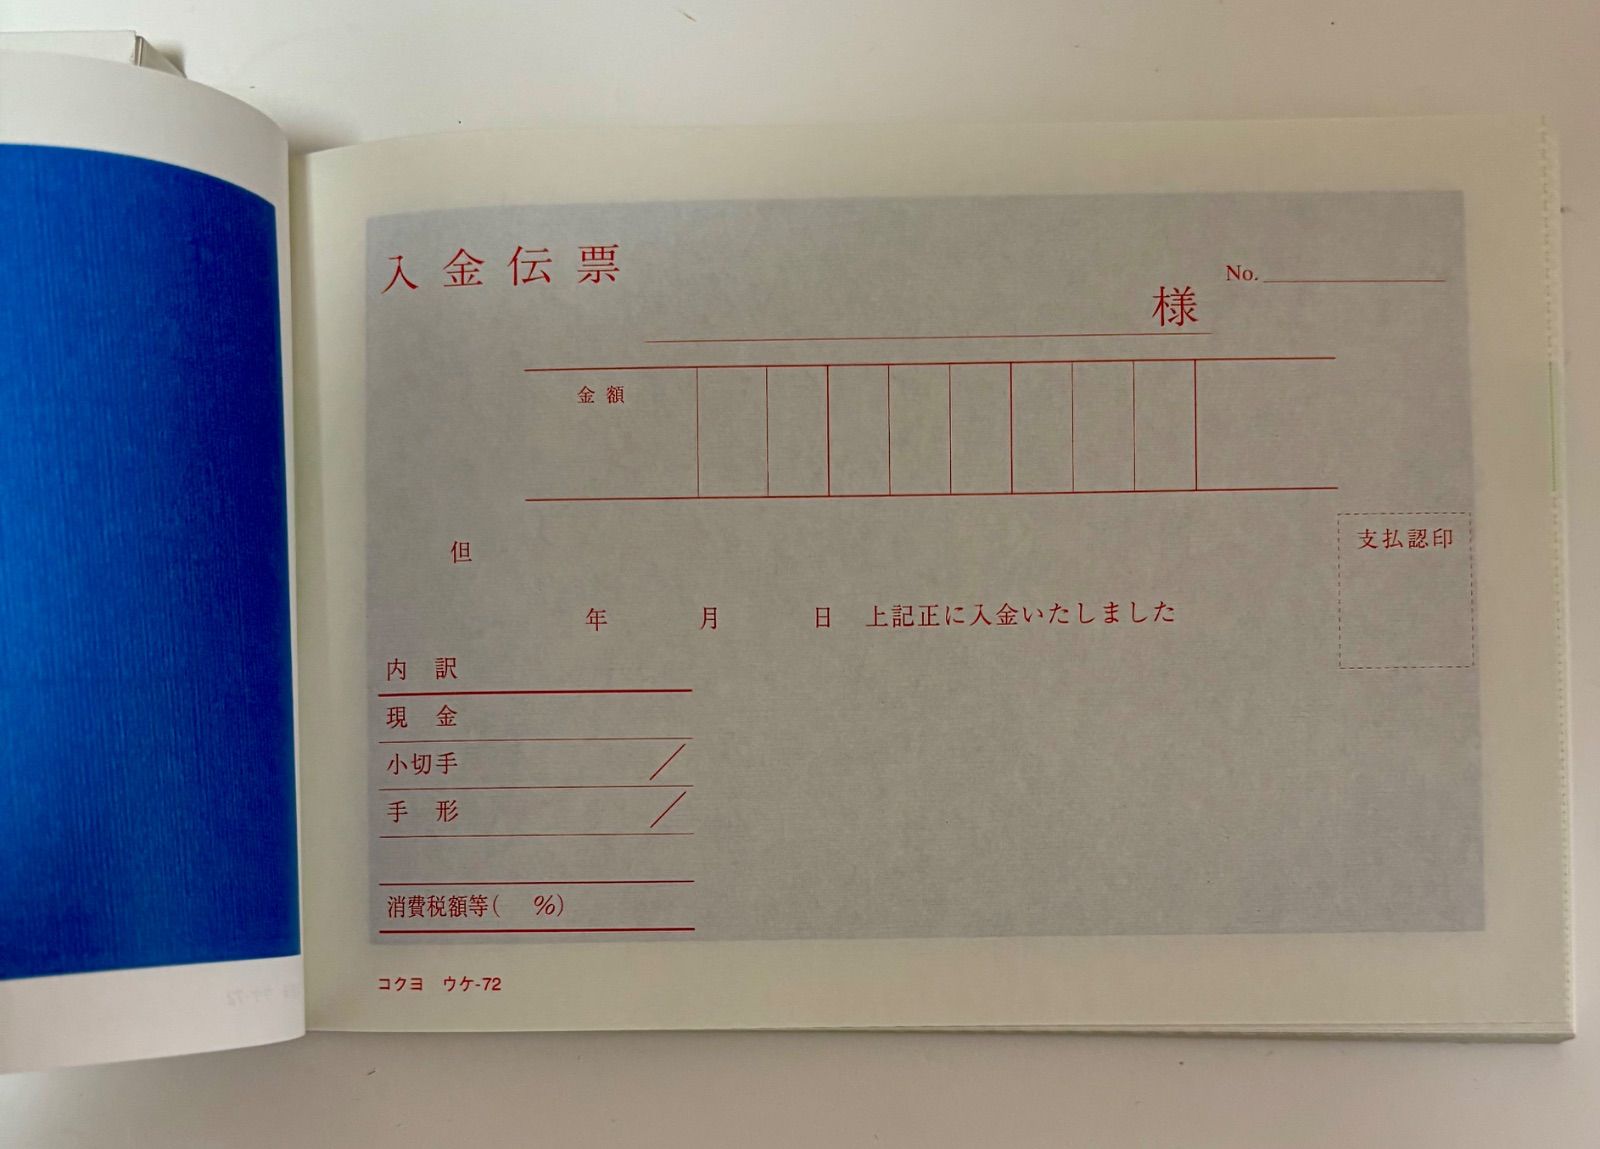 入金伝票
No.
様
金額
但
支払認印
年 月 日 上記正に入金いたしました
内訳
現金
小切手 ／
手形 ／
消費税額等( %)
コクヨ ウケ-72